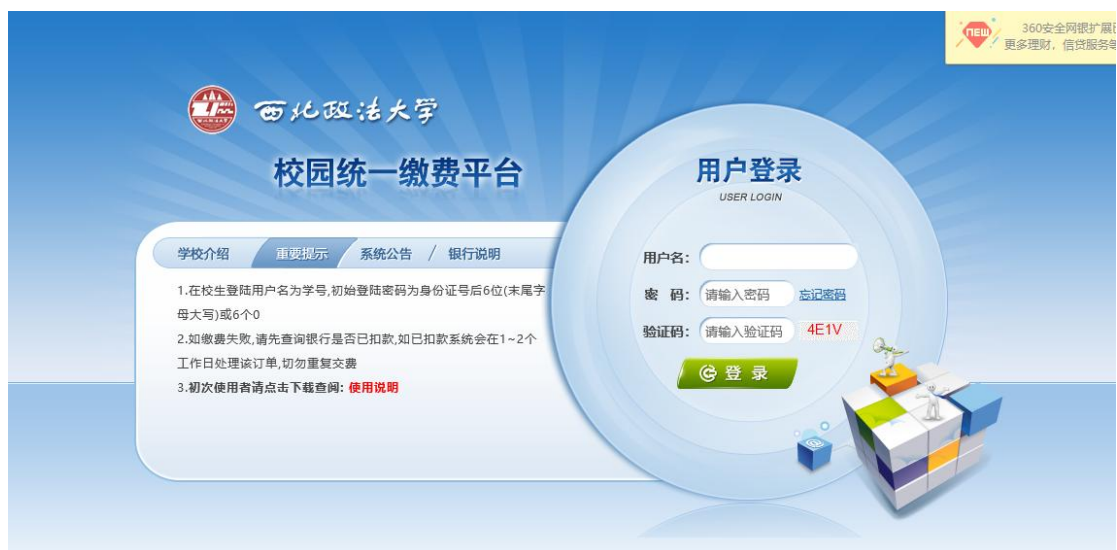 NEW
360安全网银扩展
更多理财，信贷服务等
西北政法大学
校园统一缴费平台
学校介绍 重要提示 系统公告 / 银行说明
1.在校生登陆用户名为学号,初始登陆密码为身份证号后6位(末尾字
母大写)或6个0
2.如缴费失败,请先查询银行是否已扣款,如已扣款系统会在1~2个
工作日处理该订单,切勿重复交费
3.初次使用者请点击下载查阅: 使用说明
用户登录
USER LOGIN
用户名:
密 码: 请输入密码 忘记密码
验证码: 请输入验证码 4E1V
登 录
@